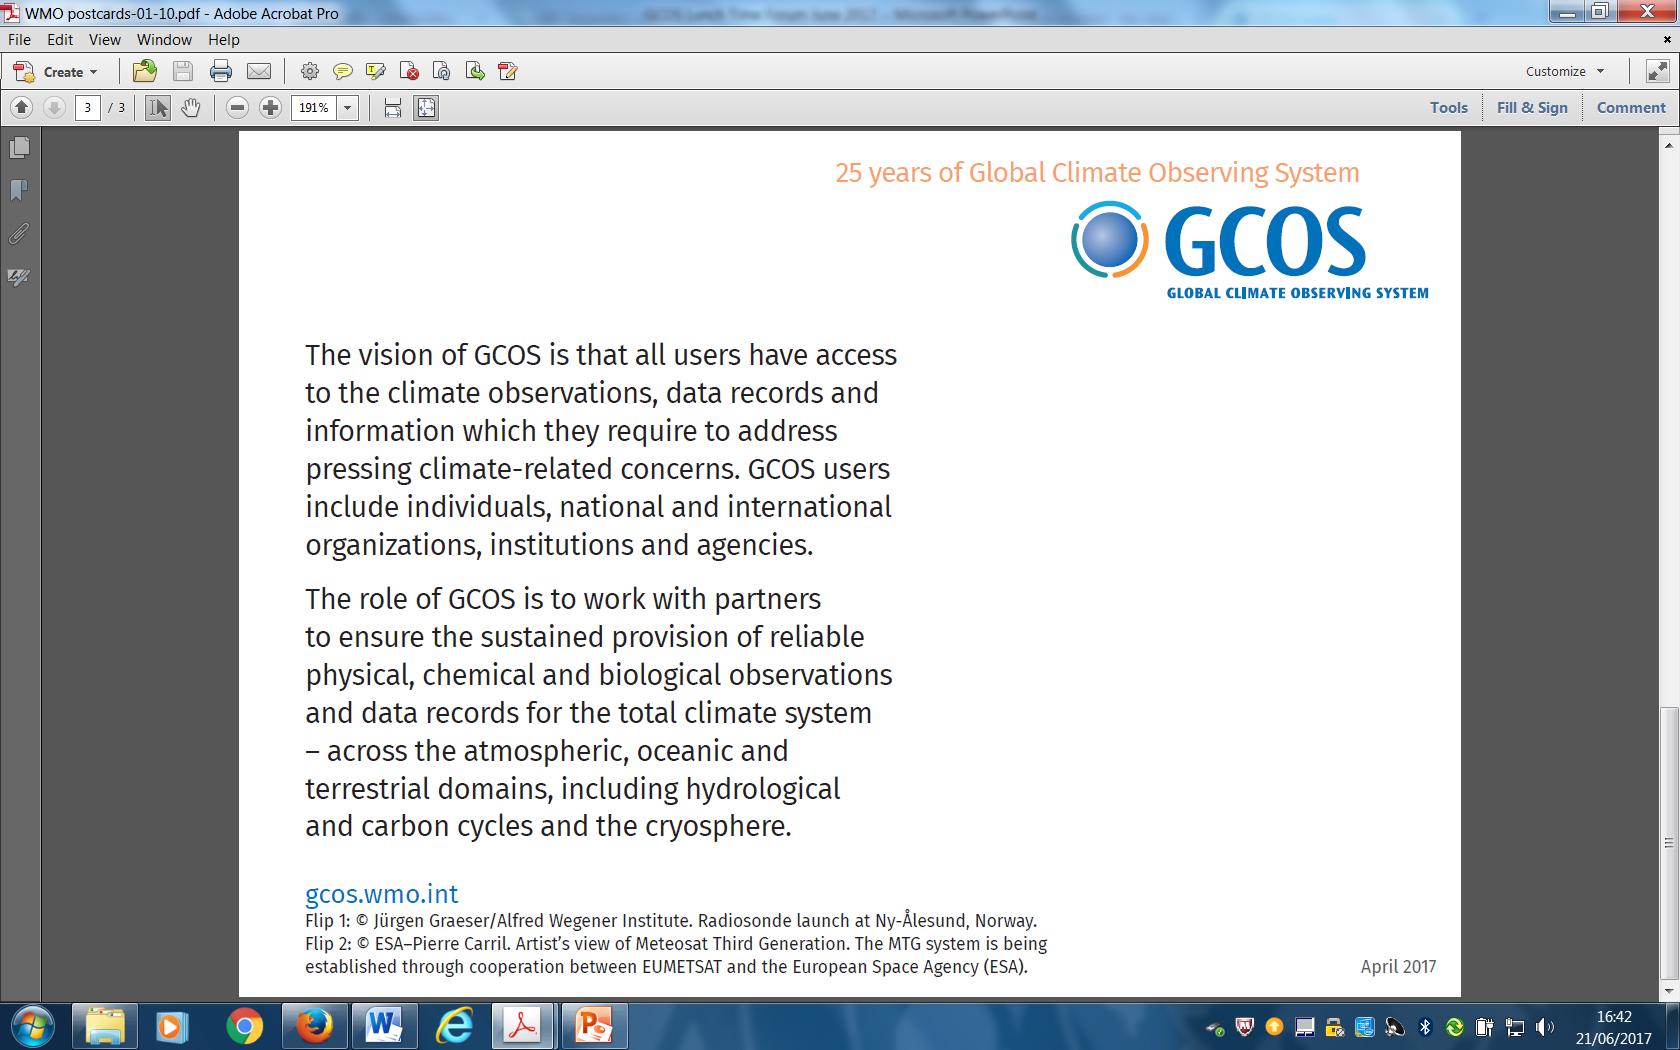 WMO postcards-01-10.pdf - Adobe Acrobat Pro
GCOS Lunch Time Forum June 2017 - Microsoft PowerPoint
File Edit View Window Help
Create
Customize
3 / 3
191%
Tools Fill & Sign Comment
25 years of Global Climate Observing System
GCOS
GLOBAL CLIMATE OBSERVING SYSTEM
The vision of GCOS is that all users have access
to the climate observations, data records and
information which they require to address
pressing climate-related concerns. GCOS users
include individuals, national and international
organizations, institutions and agencies.
The role of GCOS is to work with partners
to ensure the sustained provision of reliable
physical, chemical and biological observations
and data records for the total climate system
– across the atmospheric, oceanic and
terrestrial domains, including hydrological
and carbon cycles and the cryosphere.
gcos.wmo.int
Flip 1: © Jürgen Graeser/Alfred Wegener Institute. Radiosonde launch at Ny-Ålesund, Norway.
Flip 2: © ESA–Pierre Carril. Artist’s view of Meteosat Third Generation. The MTG system is being
established through cooperation between EUMETSAT and the European Space Agency (ESA).
April 2017
16:42
21/06/2017